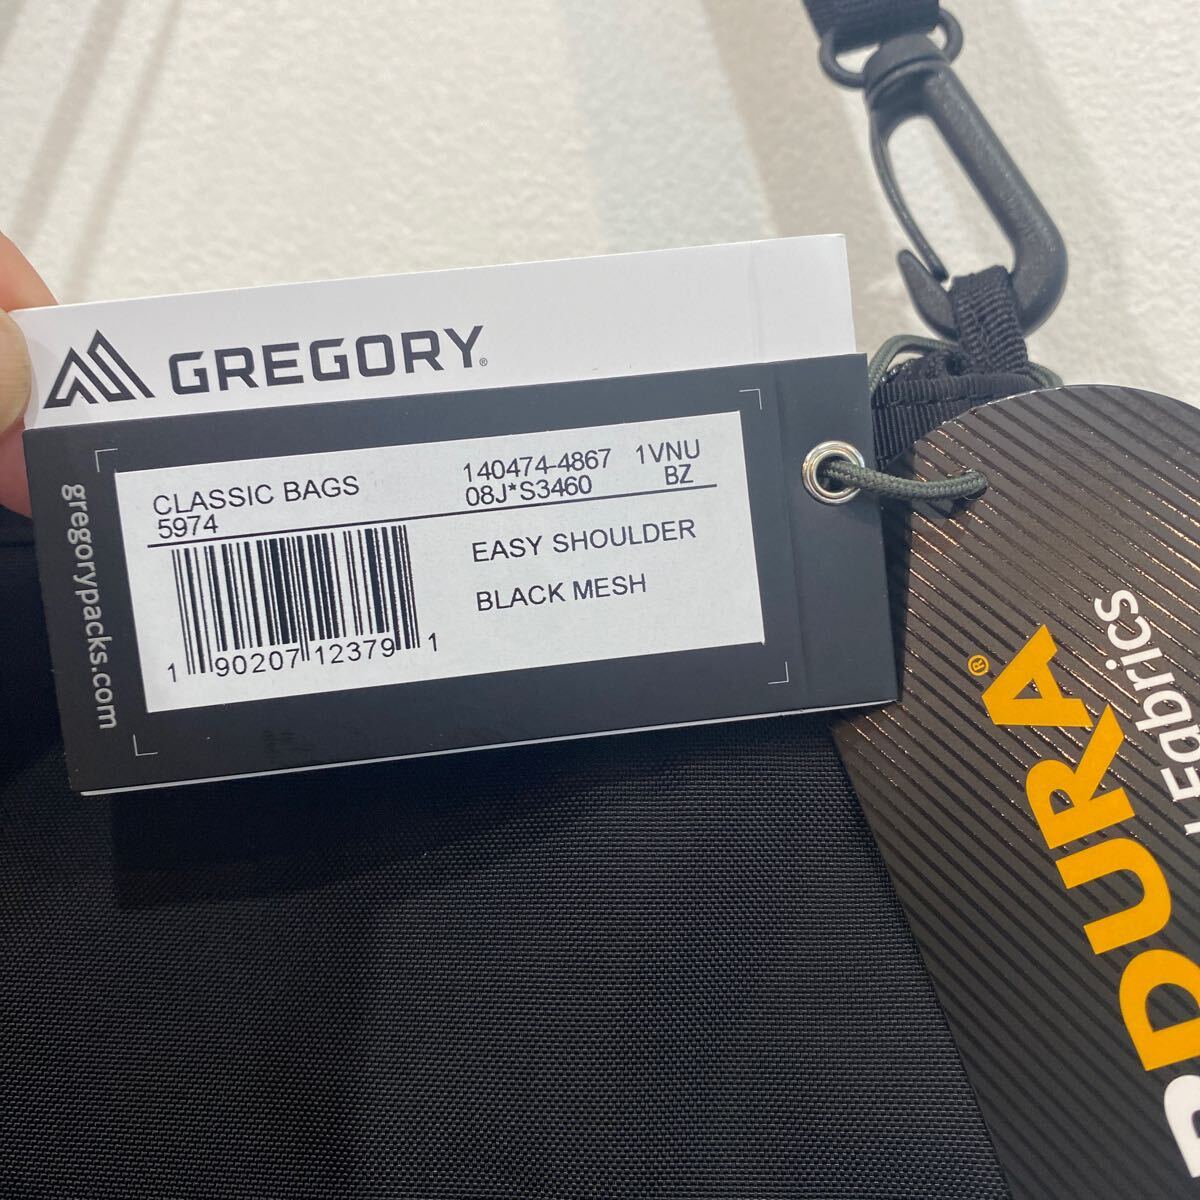 GREGORY®
CLASSIC BAGS
5974
140474-4867 1VNU
08J*S3460 BZ
EASY SHOULDER
BLACK MESH
1 90207 12379 1
gregorypacks.com
DURA®
Fabrics